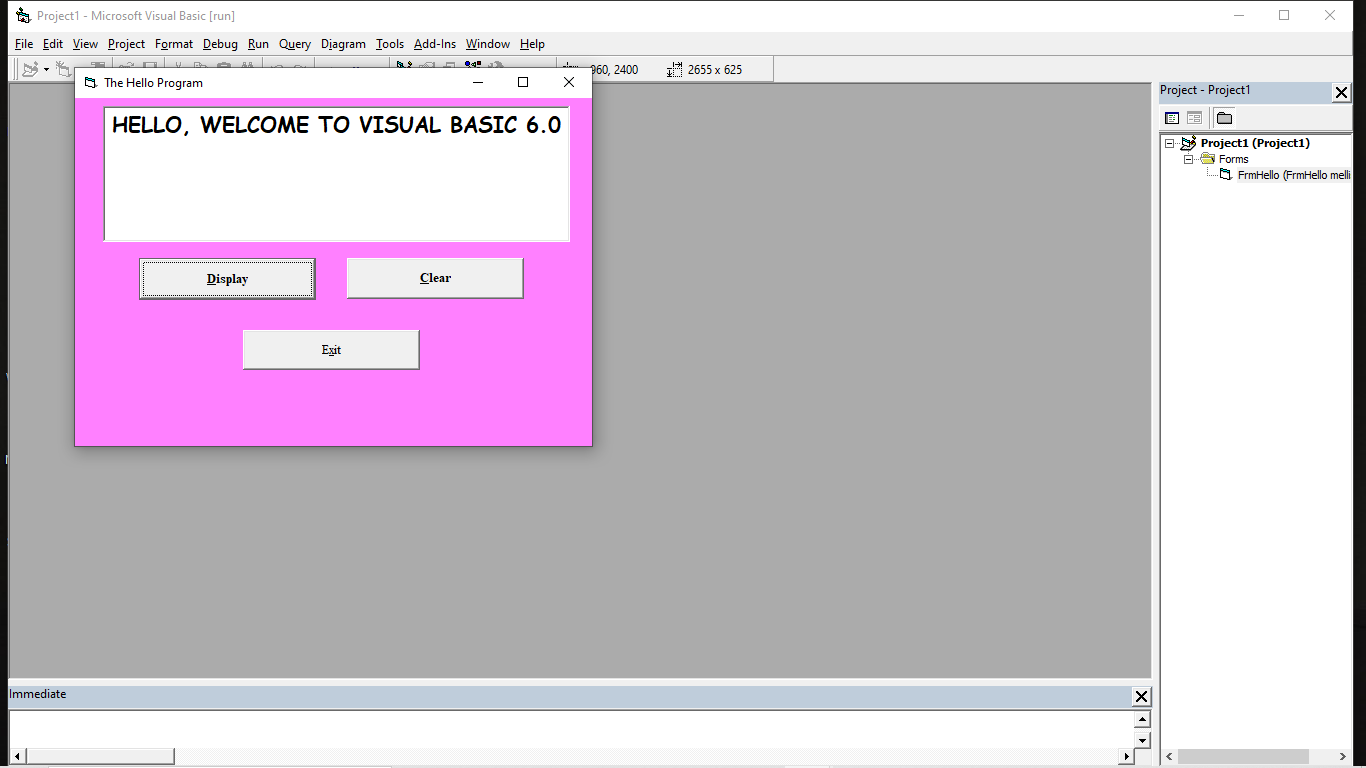 Project1 - Microsoft Visual Basic [run]
File Edit View Project Format Debug Run Query Diagram Tools Add-Ins Window Help
960, 2400 2655 x 625
The Hello Program
HELLO, WELCOME TO VISUAL BASIC 6.0
Display Clear
Exit
Project - Project1
Project1 (Project1)
Forms
FrmHello (FrmHello melli
Immediate